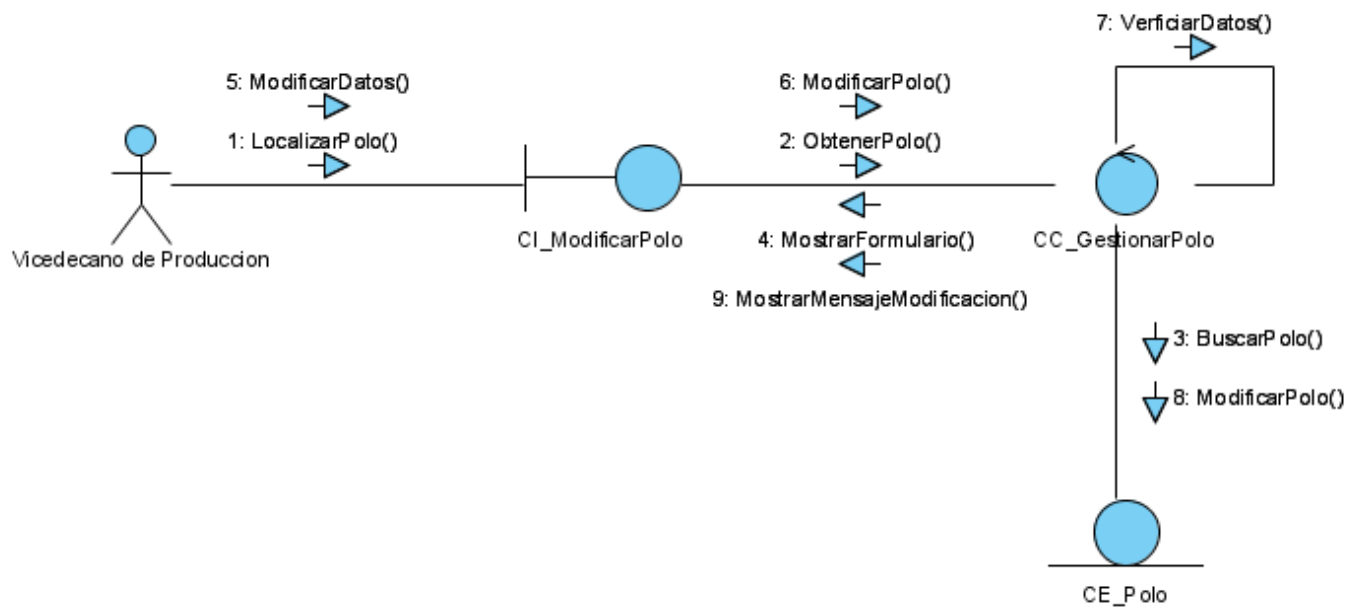 7: VerficiarDatos()
5: ModificarDatos()
6: ModificarPolo()
1: LocalizarPolo()
2: ObtenerPolo()
CI_ModificarPolo
4: MostrarFormulario()
CC_GestionarPolo
Vicedecano de Produccion
9: MostrarMensajeModificacion()
3: BuscarPolo()
8: ModificarPolo()
CE_Polo